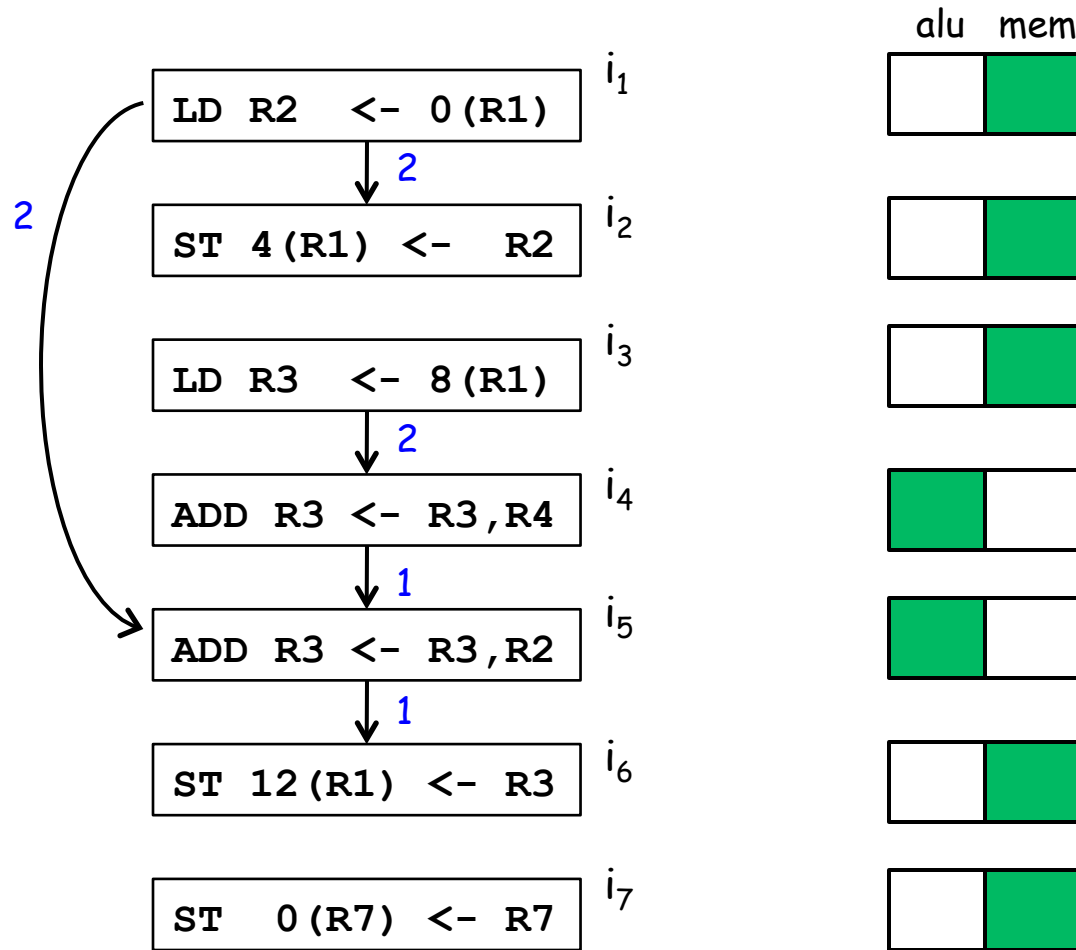 alu mem
LD R2 <- 0(R1) i₁
2
2
ST 4(R1) <- R2 i₂
LD R3 <- 8(R1) i₃
2
ADD R3 <- R3,R4 i₄
1
ADD R3 <- R3,R2 i₅
1
ST 12(R1) <- R3 i₆
ST 0(R7) <- R7 i₇